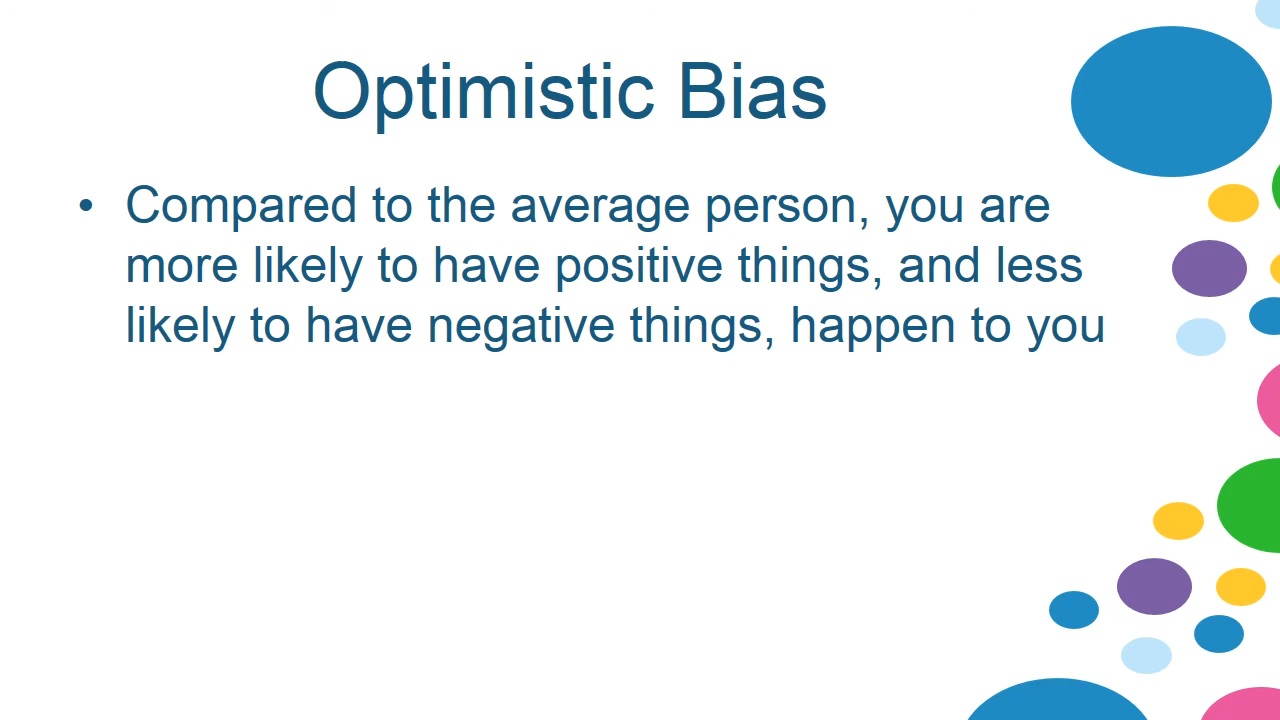 Optimistic Bias
• Compared to the average person, you are
more likely to have positive things, and less
likely to have negative things, happen to you